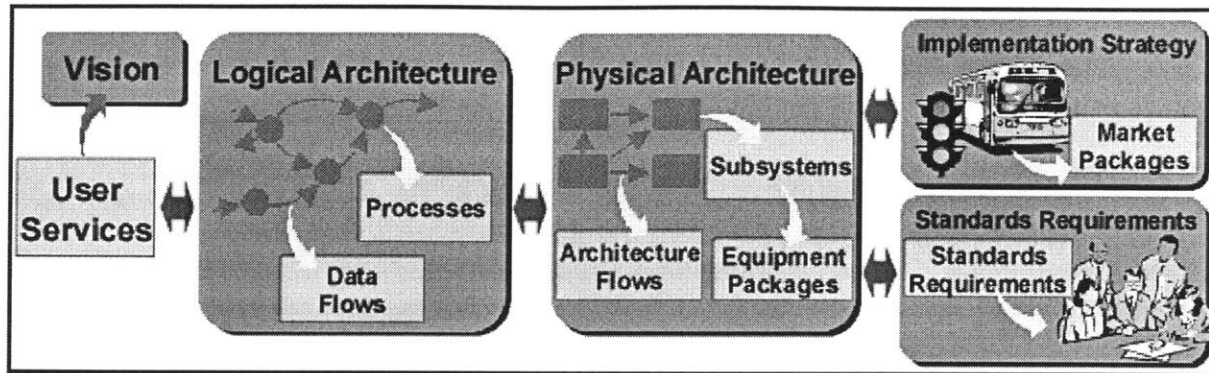 Vision
User
Services
Logical Architecture
Processes
Data
Flows
Physical Architecture
Subsystems
Architecture
Flows
Equipment
Packages
Implementation Strategy
Market
Packages
Standards Requirements
Standards
Requirements